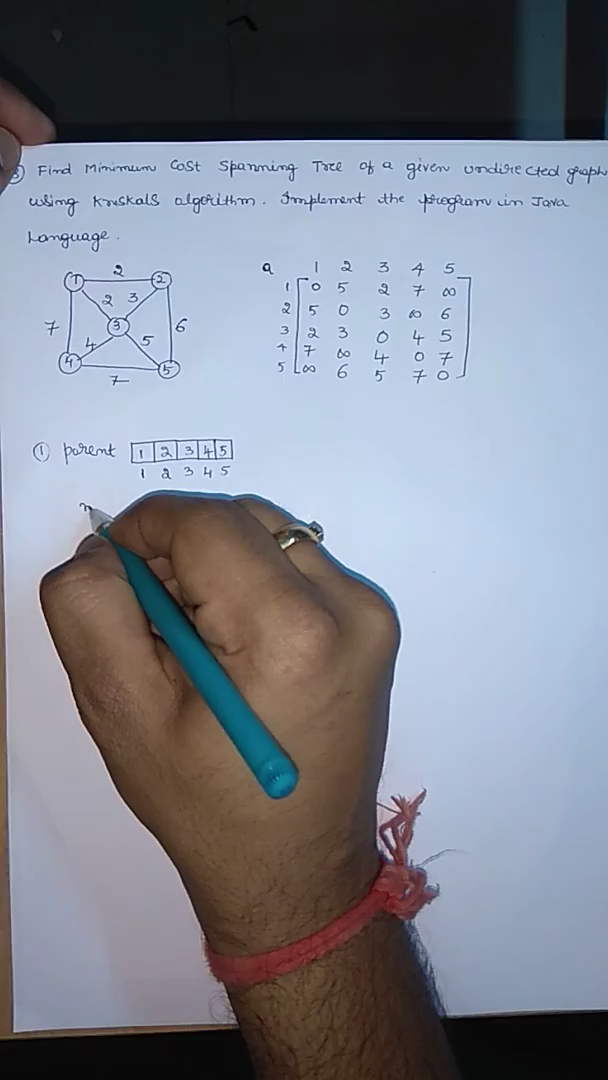 3) Find Minimum Cost Spanning Tree of a given undirected graph
using Kruskals algorithm. Implement the program in Java
Language.
a 1 2 3 4 5
1 0 5 2 7 ∞
2 5 0 3 ∞ 6
3 2 3 0 4 5
4 7 ∞ 4 0 7
5 ∞ 6 5 7 0
1 2 2
2 3
3
7 6
4 5
4 5
7
① parent 1 2 3 4 5
1 2 3 4 5